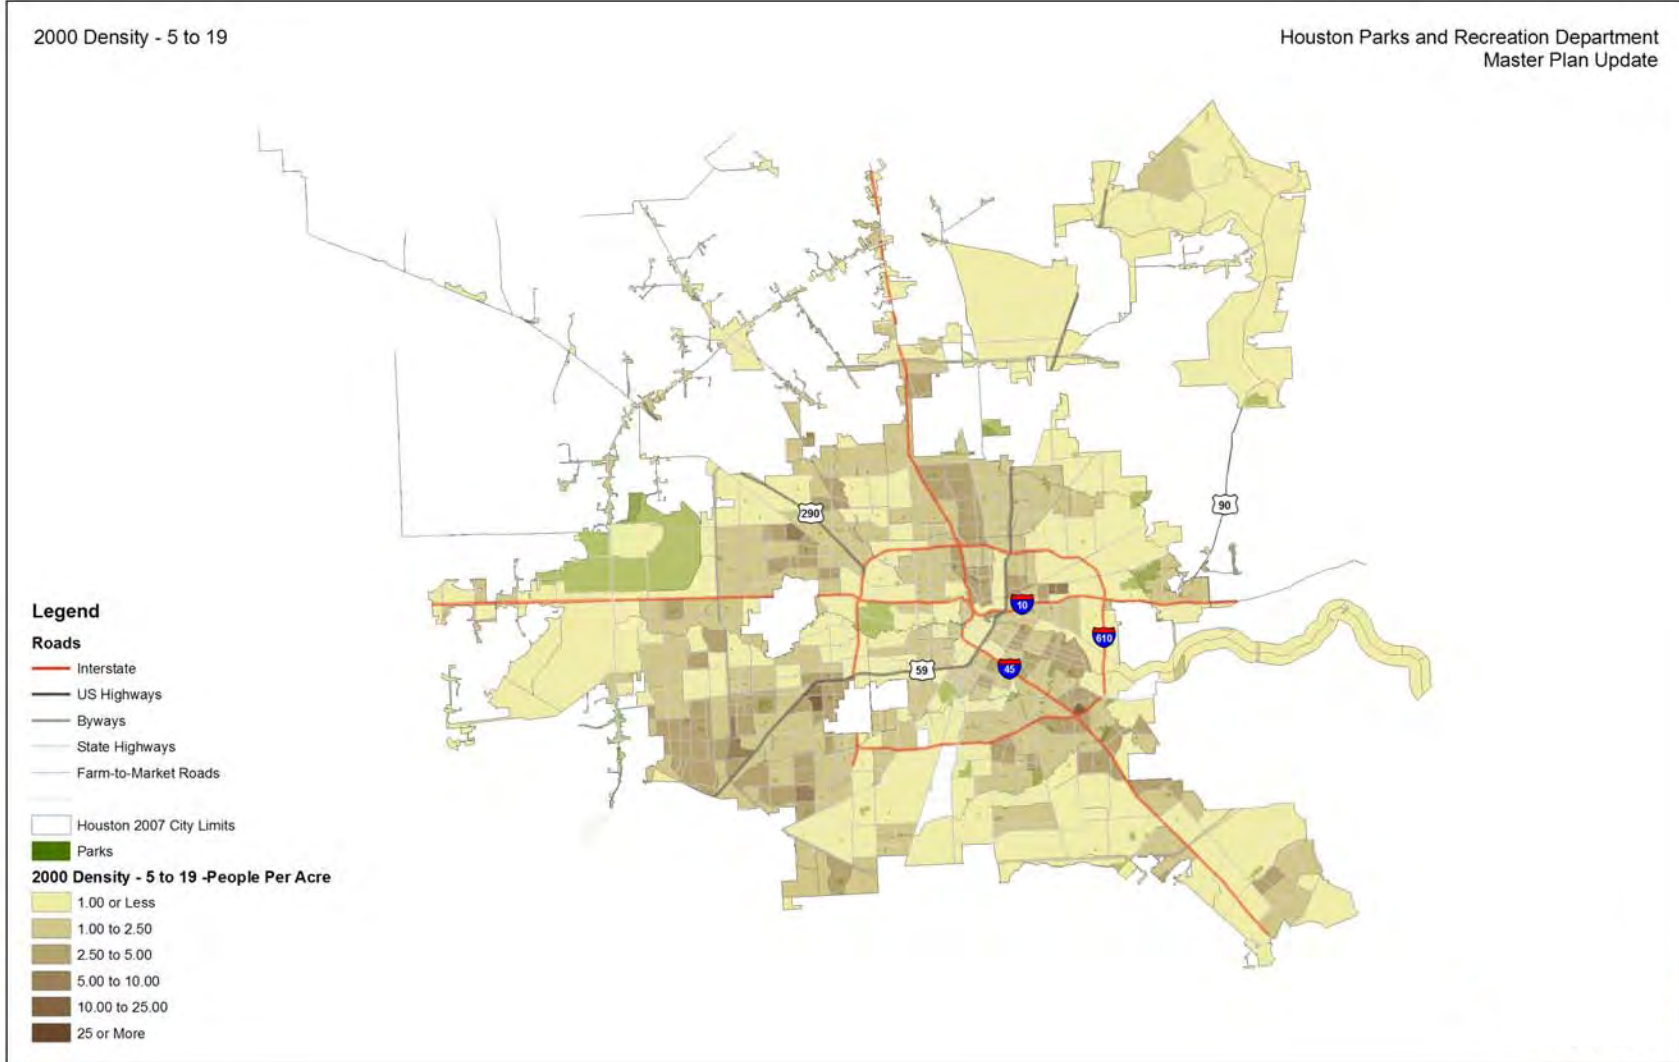 2000 Density - 5 to 19
Houston Parks and Recreation Department
Master Plan Update
290
90
10
610
59
45
Legend
Roads
Interstate
US Highways
Byways
State Highways
Farm-to-Market Roads
Houston 2007 City Limits
Parks
2000 Density - 5 to 19 -People Per Acre
1.00 or Less
1.00 to 2.50
2.50 to 5.00
5.00 to 10.00
10.00 to 25.00
25 or More